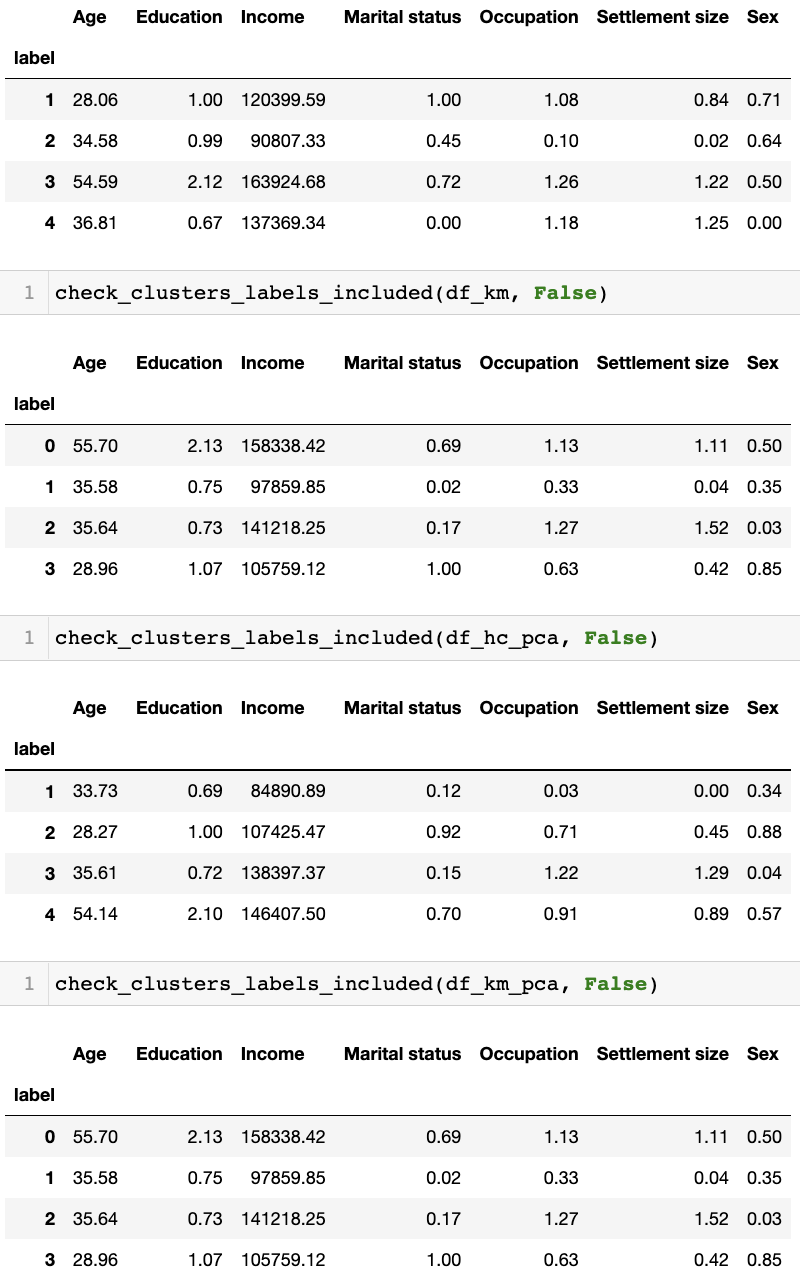 Age Education Income Marital status Occupation Settlement size Sex
label
1 28.06 1.00 120399.59 1.00 1.08 0.84 0.71
2 34.58 0.99 90807.33 0.45 0.10 0.02 0.64
3 54.59 2.12 163924.68 0.72 1.26 1.22 0.50
4 36.81 0.67 137369.34 0.00 1.18 1.25 0.00
1 check_clusters_labels_included(df_km, False)
Age Education Income Marital status Occupation Settlement size Sex
label
0 55.70 2.13 158338.42 0.69 1.13 1.11 0.50
1 35.58 0.75 97859.85 0.02 0.33 0.04 0.35
2 35.64 0.73 141218.25 0.17 1.27 1.52 0.03
3 28.96 1.07 105759.12 1.00 0.63 0.42 0.85
1 check_clusters_labels_included(df_hc_pca, False)
Age Education Income Marital status Occupation Settlement size Sex
label
1 33.73 0.69 84890.89 0.12 0.03 0.00 0.34
2 28.27 1.00 107425.47 0.92 0.71 0.45 0.88
3 35.61 0.72 138397.37 0.15 1.22 1.29 0.04
4 54.14 2.10 146407.50 0.70 0.91 0.89 0.57
1 check_clusters_labels_included(df_km_pca, False)
Age Education Income Marital status Occupation Settlement size Sex
label
0 55.70 2.13 158338.42 0.69 1.13 1.11 0.50
1 35.58 0.75 97859.85 0.02 0.33 0.04 0.35
2 35.64 0.73 141218.25 0.17 1.27 1.52 0.03
3 28.96 1.07 105759.12 1.00 0.63 0.42 0.85